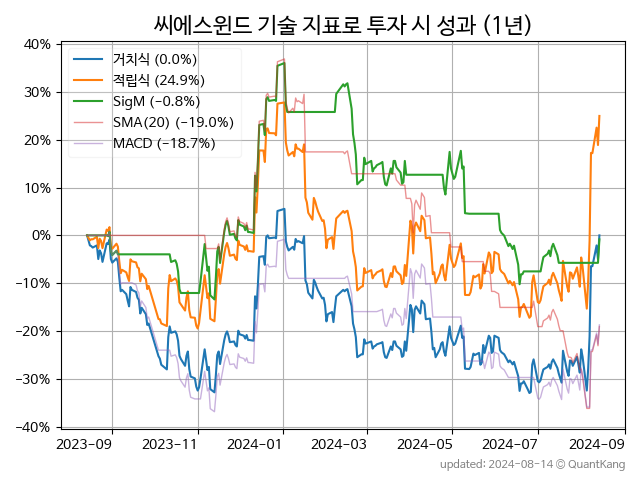 씨에스윈드 기술 지표로 투자 시 성과 (1년)
거치식 (0.0%)
적립식 (24.9%)
SigM (−0.8%)
SMA(20) (−19.0%)
MACD (−18.7%)
40%
30%
20%
10%
0%
−10%
−20%
−30%
−40%
2023-09 2023-11 2024-01 2024-03 2024-05 2024-07 2024-09
updated: 2024-08-14 © QuantKang